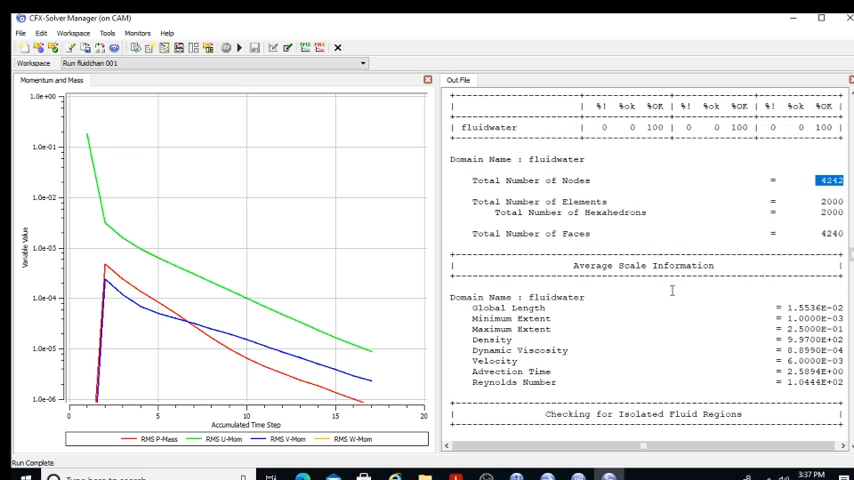 CFX-Solver Manager (on CAM)
File Edit Workspace Tools Monitors Help
Workspace Run fluidchan 001
Momentum and Mass
1.0e+00
1.0e-01
1.0e-02
1.0e-03
1.0e-04
1.0e-05
1.0e-06
Variable Value
0 5 10 15 20
Accumulated Time Step
RMS P-Mass RMS U-Mom RMS V-Mom RMS W-Mom
Out File
| | %! %ok %OK | %! %ok %OK | %! %ok %OK |
| fluidwater | 0 0 100 | 0 0 100 | 0 0 100 |
Domain Name : fluidwater
Total Number of Nodes = 4242
Total Number of Elements = 2000
Total Number of Hexahedrons = 2000
Total Number of Faces = 4240
| Average Scale Information |
Domain Name : fluidwater
Global Length = 1.5536E-02
Minimum Extent = 1.0000E-03
Maximum Extent = 2.5000E-01
Density = 9.9700E+02
Dynamic Viscosity = 8.8990E-04
Velocity = 6.0000E-03
Advection Time = 2.5894E+00
Reynolds Number = 1.0444E+02
| Checking for Isolated Fluid Regions |
Run Complete
Type here to search
3:37 PM